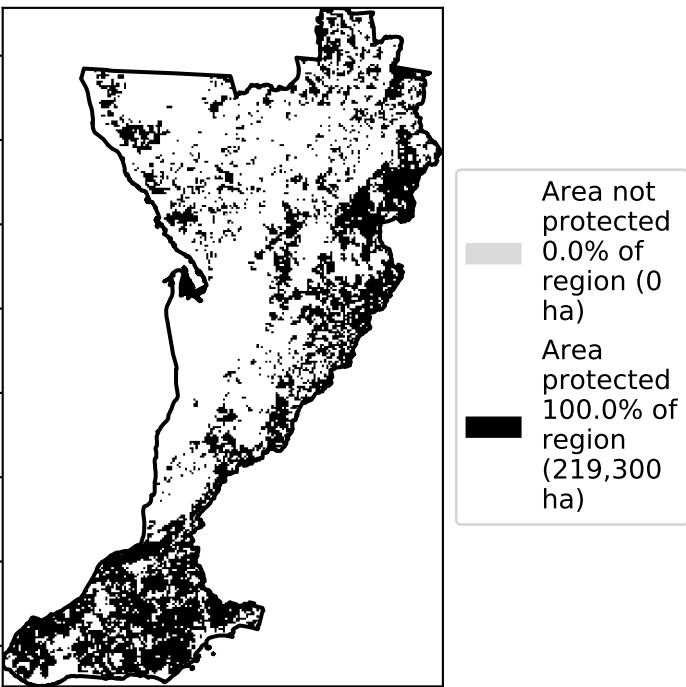 Area not
protected
0.0% of
region (0
ha)
Area
protected
100.0% of
region
(219,300
ha)